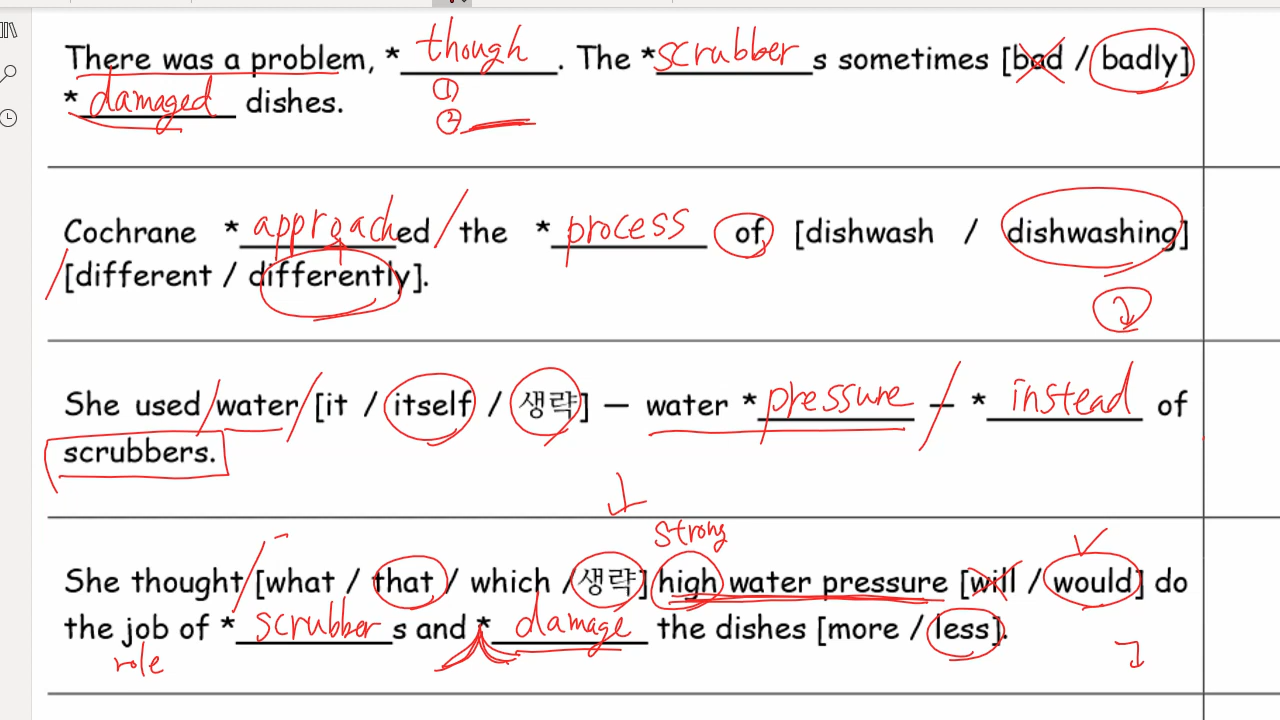 There was a problem, * though . The *scrubber s sometimes [bad / badly]
* damaged dishes.
①
②
Cochrane * approached / the * process of [dishwash / dishwashing]
/ [different / differently].
She used / water / [it / itself / 생략] — water * pressure — * instead of
scrubbers.
strong
She thought / [what / that / which / 생략] high water pressure [will / would] do
the job of * scrubber s and * damage the dishes [more / less].
role